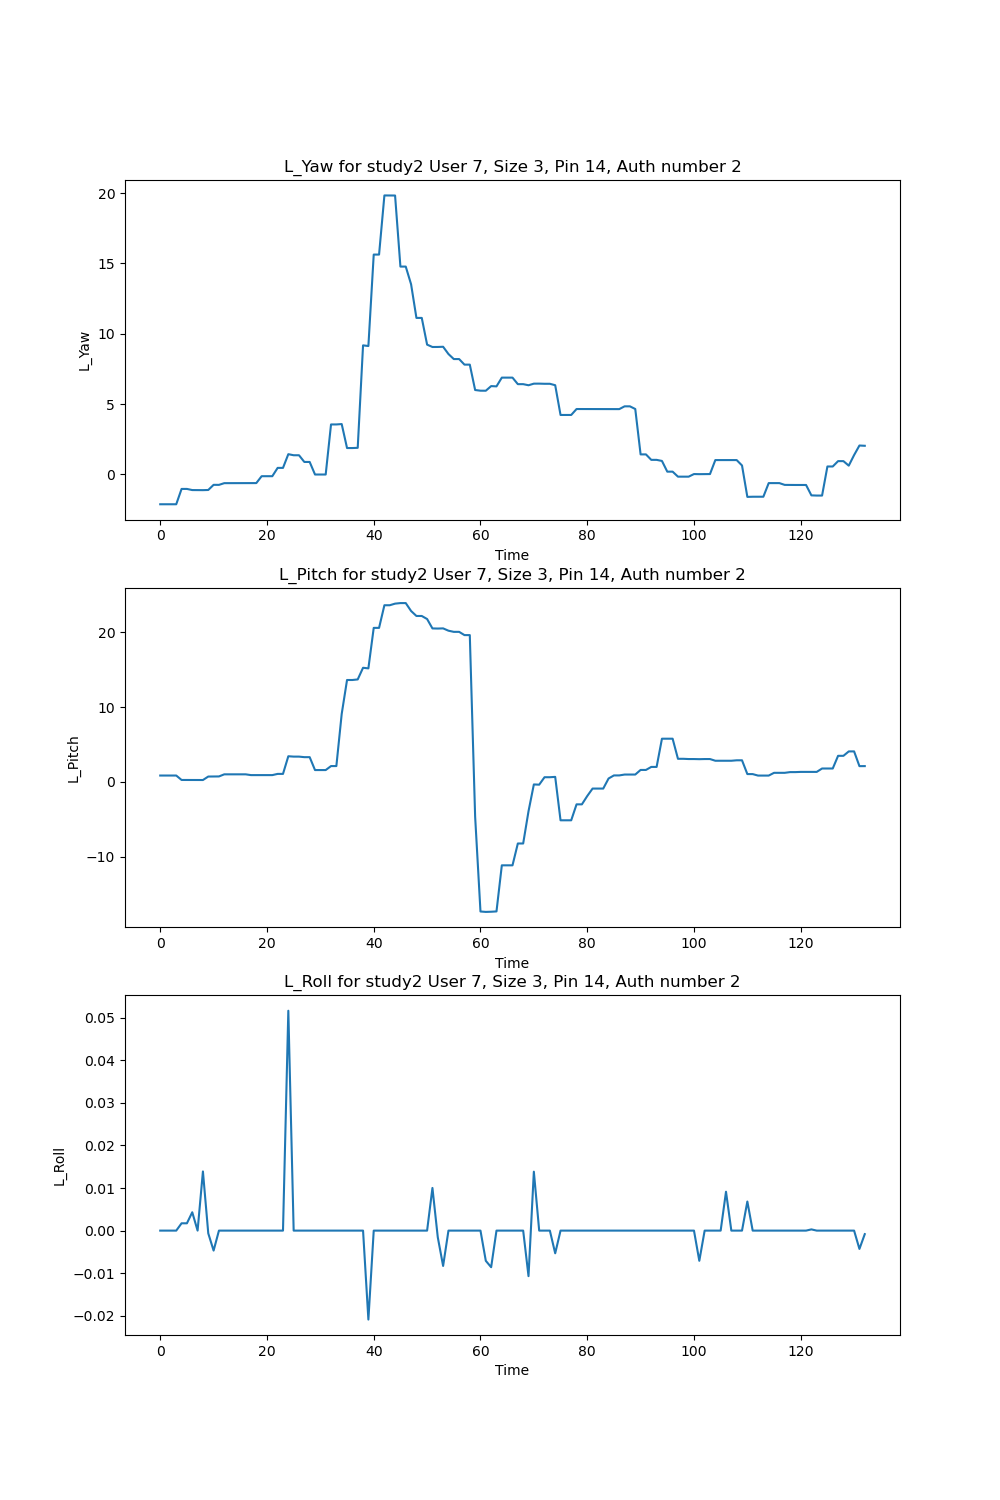 L_Yaw for study2 User 7, Size 3, Pin 14, Auth number 2
20
15
10
5
0
L_Yaw
0 20 40 60 80 100 120
Time
L_Pitch for study2 User 7, Size 3, Pin 14, Auth number 2
20
10
0
−10
L_Pitch
0 20 40 60 80 100 120
Time
L_Roll for study2 User 7, Size 3, Pin 14, Auth number 2
0.05
0.04
0.03
0.02
0.01
0.00
−0.01
−0.02
L_Roll
0 20 40 60 80 100 120
Time